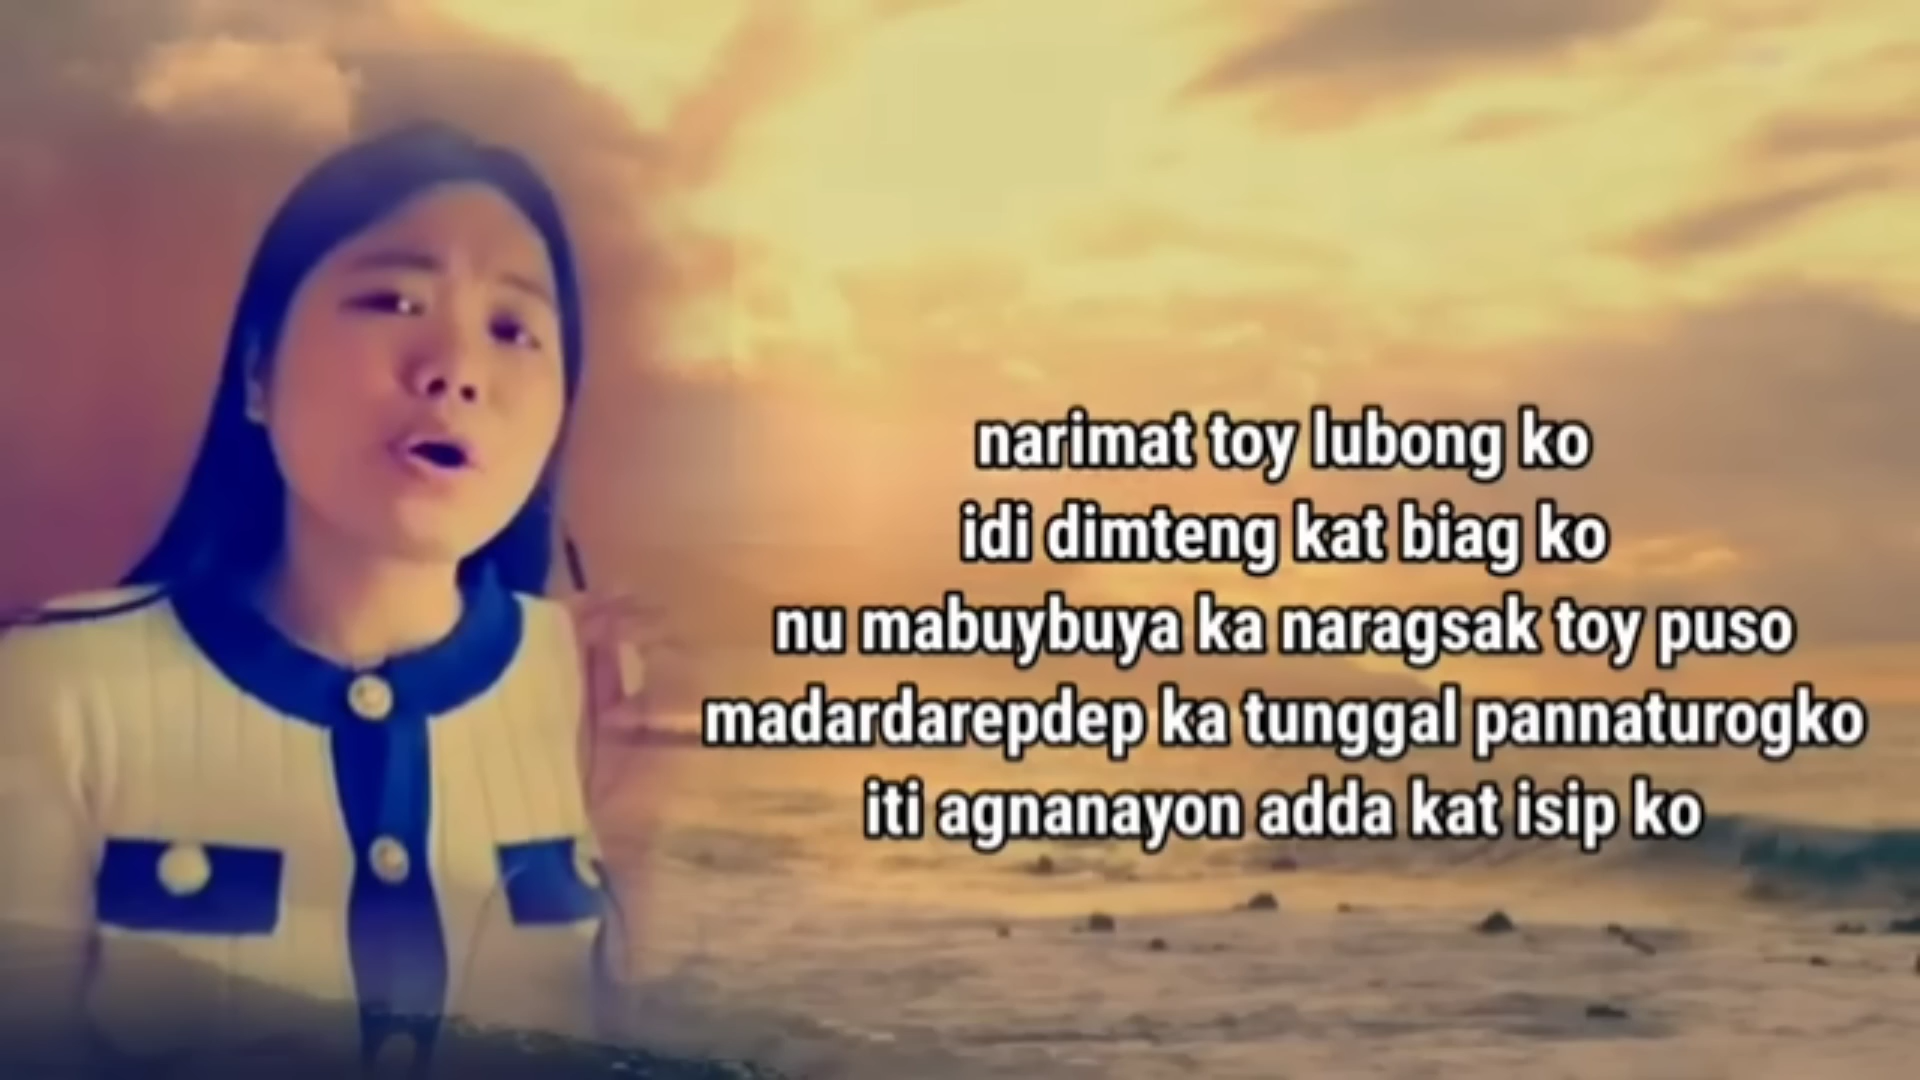 narimat toy lubong ko
idi dimteng kat biag ko
nu mabuybuya ka naragsak toy puso
madardarepdep ka tunggal pannaturogko
iti agnanayon adda kat isip ko